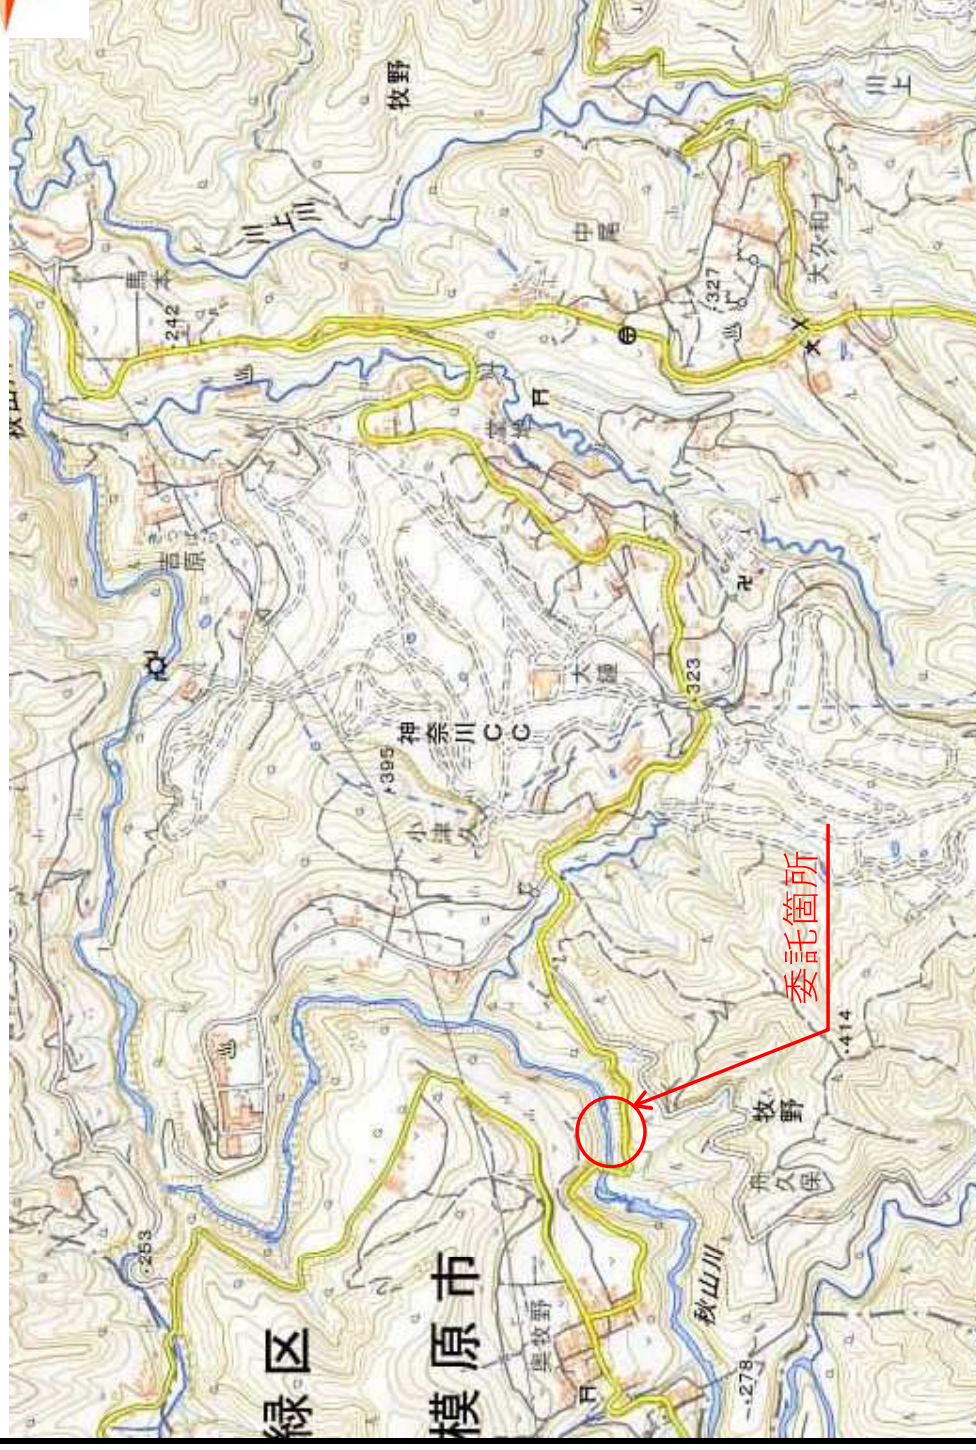 牧野
川上
川上川
中尾
馬本
242
327
大久和
吉原
大鐘
323
神奈川CC
395
小津久
委託箇所
414
牧野
舟久保
253
秋山川
緑区
模原市
奥牧野
278